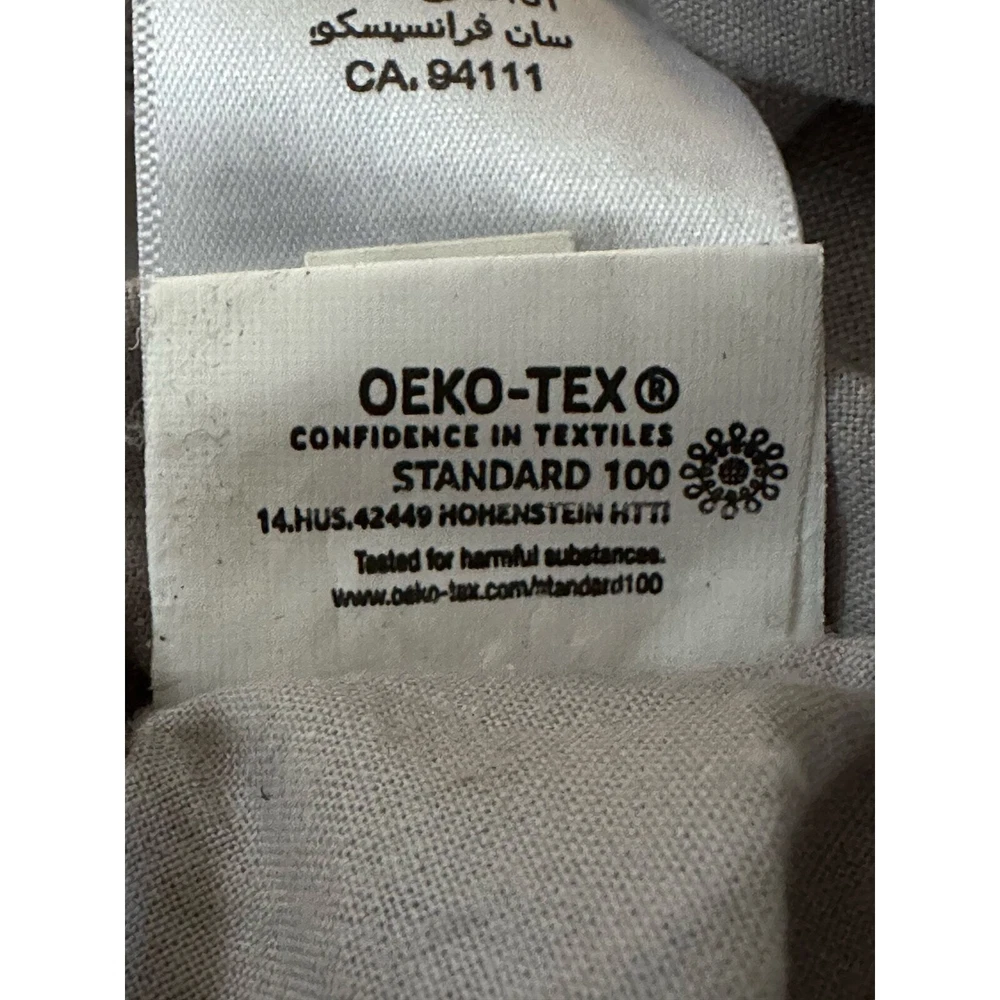 سان فرانسيسكو,
CA, 94111
OEKO-TEX®
CONFIDENCE IN TEXTILES
STANDARD 100
14.HUS.42449 HOHENSTEIN HTTI
Tested for harmful substances.
www.oeko-tex.com/standard100